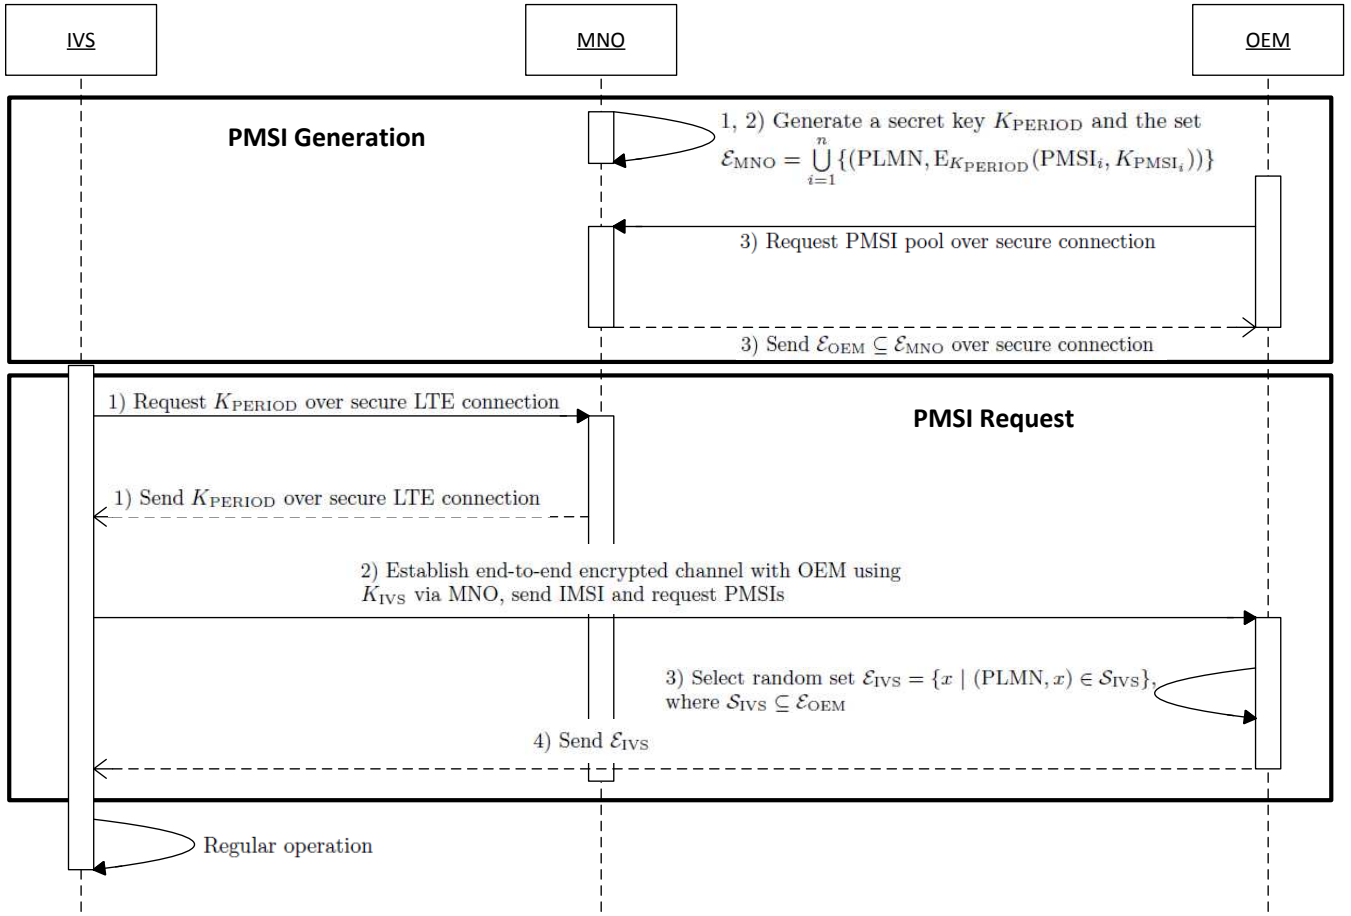 IVS
MNO
OEM
PMSI Generation
1, 2) Generate a secret key K_PERIOD and the set
ℰ_MNO = ⋃_{i=1}^{n} {(PLMN, E_{K_PERIOD}(PMSI_i, K_{PMSI_i}))}
3) Request PMSI pool over secure connection
3) Send ℰ_OEM ⊆ ℰ_MNO over secure connection
1) Request K_PERIOD over secure LTE connection
PMSI Request
1) Send K_PERIOD over secure LTE connection
2) Establish end-to-end encrypted channel with OEM using
K_IVS via MNO, send IMSI and request PMSIs
3) Select random set ℰ_IVS = {x | (PLMN, x) ∈ 𝒮_IVS},
where 𝒮_IVS ⊆ ℰ_OEM
4) Send ℰ_IVS
Regular operation